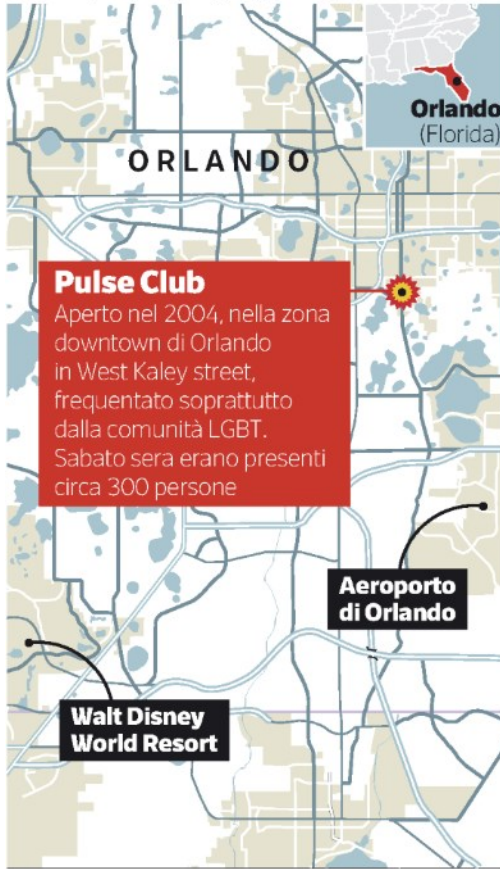 Orlando
(Florida)
ORLANDO
Pulse Club
Aperto nel 2004, nella zona
downtown di Orlando
in West Kaley street,
frequentato soprattutto
dalla comunità LGBT.
Sabato sera erano presenti
circa 300 persone
Aeroporto
di Orlando
Walt Disney
World Resort